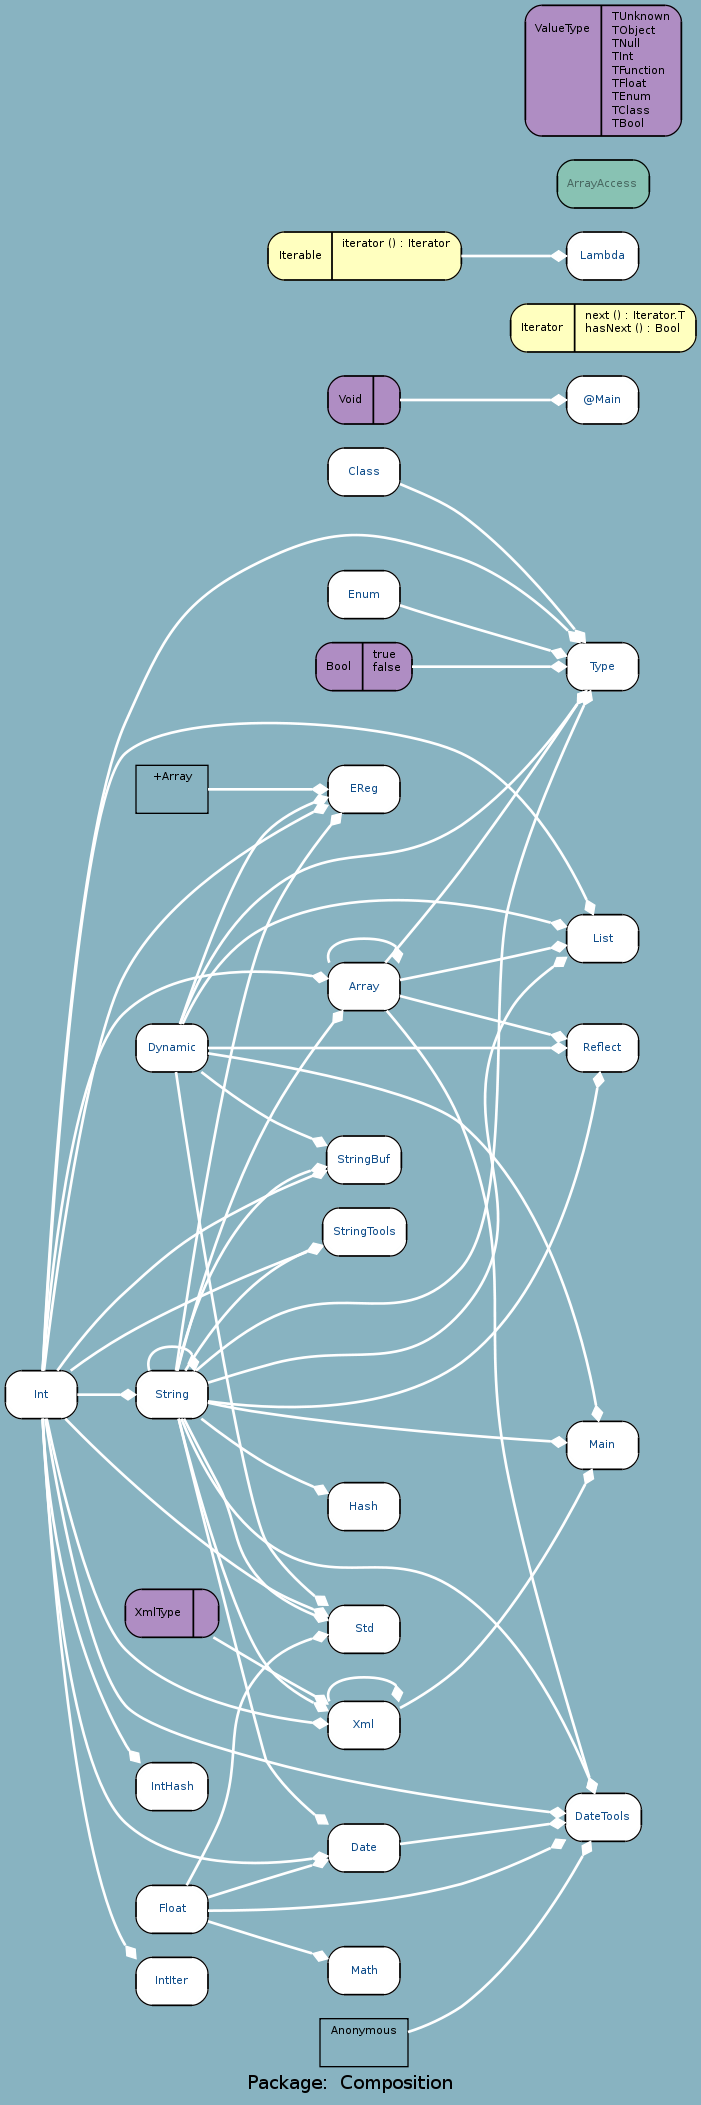 ValueType
TUnknown
TObject
TNull
TInt
TFunction
TFloat
TEnum
TClass
TBool
ArrayAccess
Iterable
iterator () : Iterator
Lambda
Iterator
next () : Iterator.T
hasNext () : Bool
Void
@Main
Class
Enum
Bool
true
false
Type
+Array
EReg
List
Array
Dynamic
Reflect
StringBuf
StringTools
Int
String
Main
Hash
XmlType
Std
Xml
IntHash
DateTools
Date
Float
Math
IntIter
Anonymous
Package:  Composition